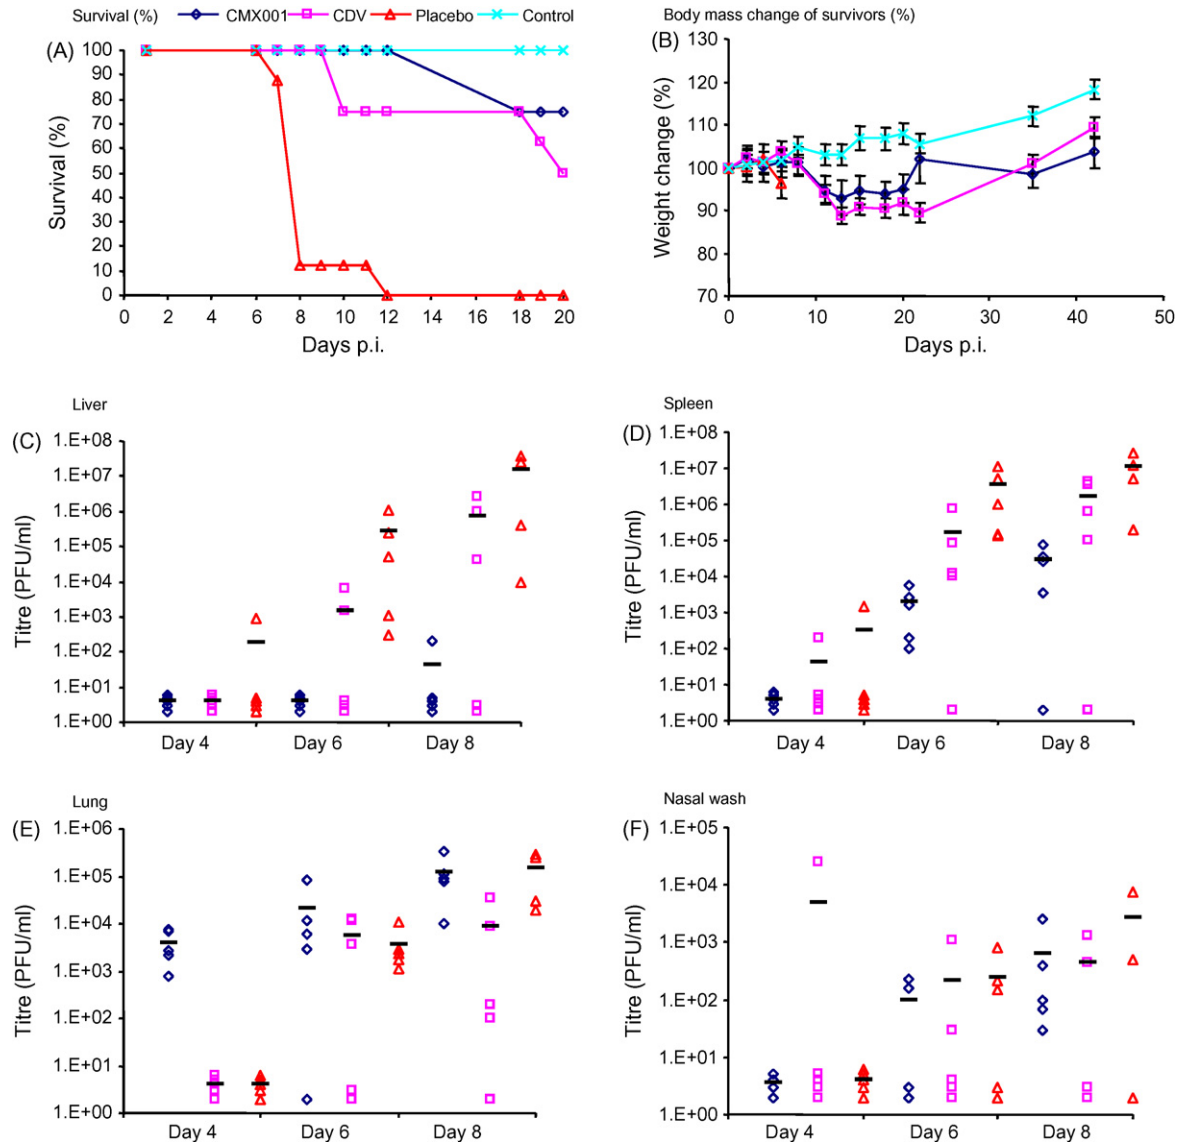 Survival (%) CMX001 CDV Placebo Control
(A)
100
90
80
70
60
50
40
30
20
10
0
Survival (%)
0 2 4 6 8 10 12 14 16 18 20
Days p.i.
Body mass change of survivors (%)
(B)
130
120
110
100
90
80
70
Weight change (%)
0 10 20 30 40 50
Days p.i.
Liver
(C)
1.E+08
1.E+07
1.E+06
1.E+05
1.E+04
1.E+03
1.E+02
1.E+01
1.E+00
Titre (PFU/ml)
Day 4 Day 6 Day 8
Spleen
(D)
1.E+08
1.E+07
1.E+06
1.E+05
1.E+04
1.E+03
1.E+02
1.E+01
1.E+00
Titre (PFU/ml)
Day 4 Day 6 Day 8
Lung
(E)
1.E+06
1.E+05
1.E+04
1.E+03
1.E+02
1.E+01
1.E+00
Titre (PFU/ml)
Day 4 Day 6 Day 8
Nasal wash
(F)
1.E+05
1.E+04
1.E+03
1.E+02
1.E+01
1.E+00
Titre (PFU/ml)
Day 4 Day 6 Day 8